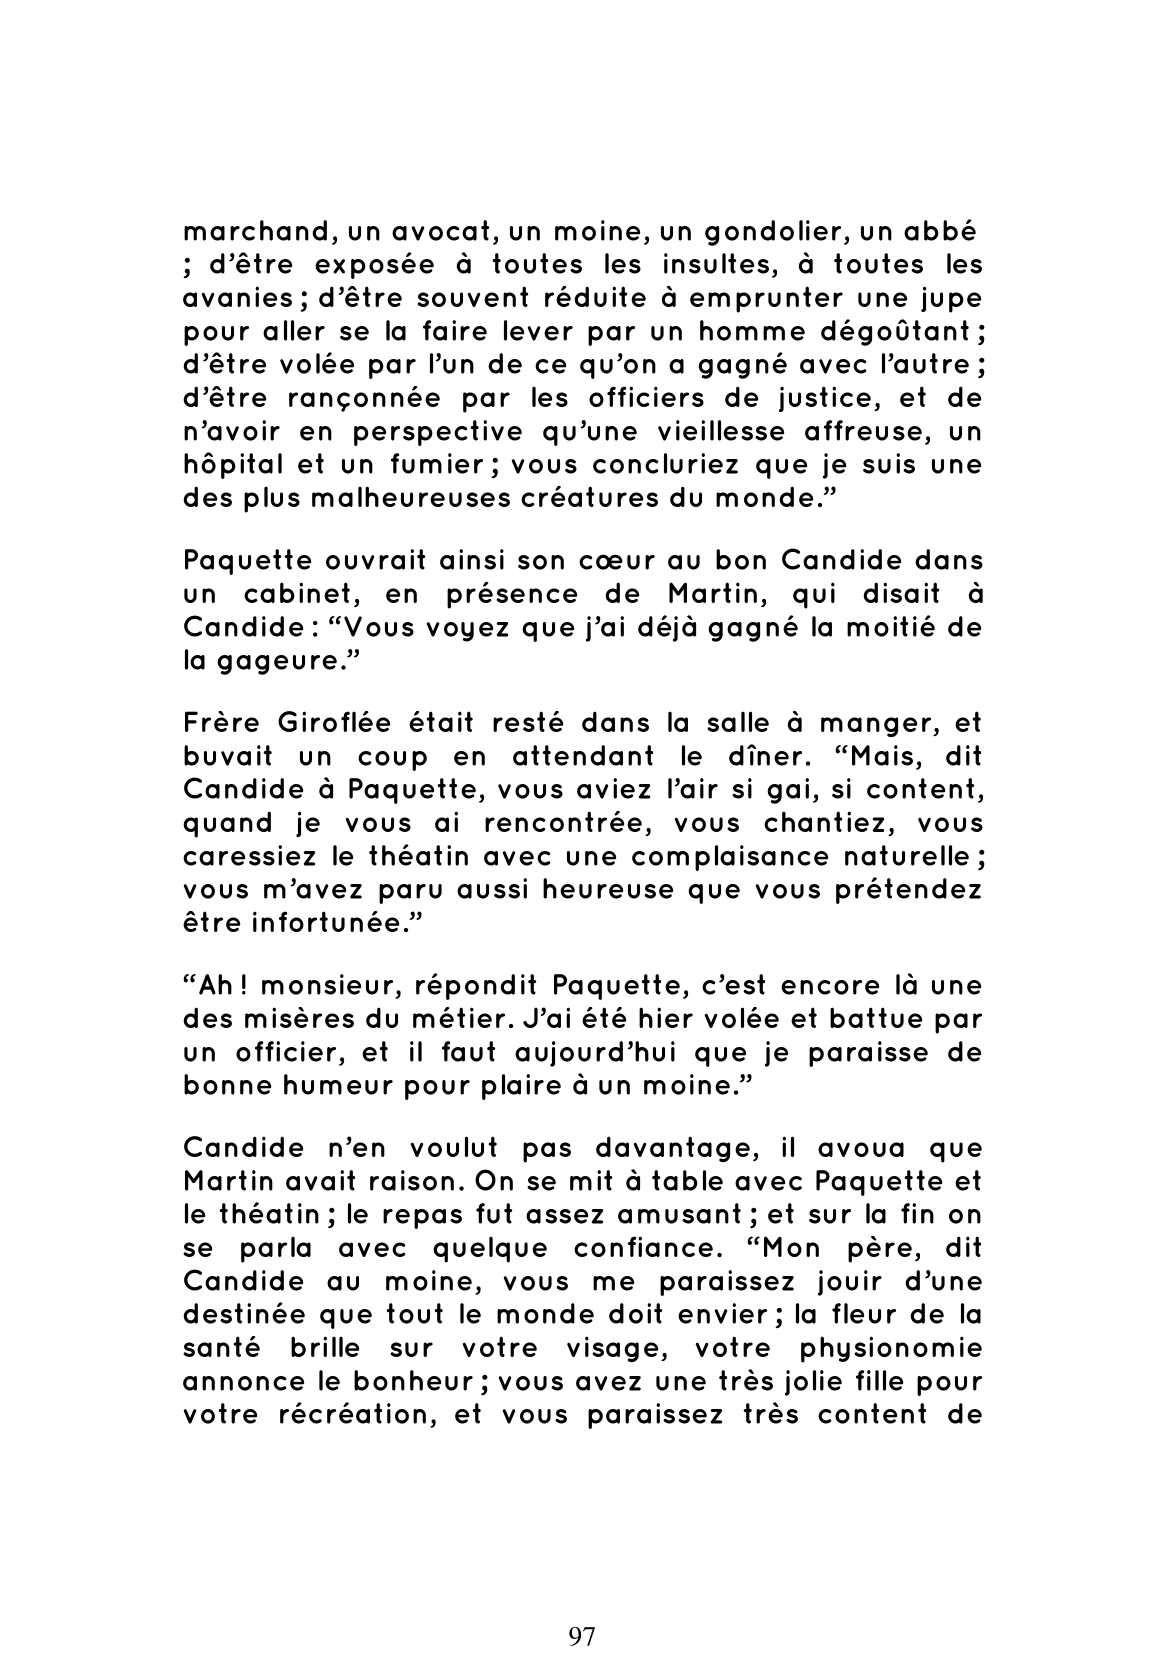 marchand, un avocat, un moine, un gondolier, un abbé
; d’être exposée à toutes les insultes, à toutes les
avanies ; d’être souvent réduite à emprunter une jupe
pour aller se la faire lever par un homme dégoûtant ;
d’être volée par l’un de ce qu’on a gagné avec l’autre ;
d’être rançonnée par les officiers de justice, et de
n’avoir en perspective qu’une vieillesse affreuse, un
hôpital et un fumier ; vous concluriez que je suis une
des plus malheureuses créatures du monde.”
Paquette ouvrait ainsi son cœur au bon Candide dans
un cabinet, en présence de Martin, qui disait à
Candide : “Vous voyez que j’ai déjà gagné la moitié de
la gageure.”
Frère Giroflée était resté dans la salle à manger, et
buvait un coup en attendant le dîner. “Mais, dit
Candide à Paquette, vous aviez l’air si gai, si content,
quand je vous ai rencontrée, vous chantiez, vous
caressiez le théatin avec une complaisance naturelle ;
vous m’avez paru aussi heureuse que vous prétendez
être infortunée.”
“Ah ! monsieur, répondit Paquette, c’est encore là une
des misères du métier. J’ai été hier volée et battue par
un officier, et il faut aujourd’hui que je paraisse de
bonne humeur pour plaire à un moine.”
Candide n’en voulut pas davantage, il avoua que
Martin avait raison. On se mit à table avec Paquette et
le théatin ; le repas fut assez amusant ; et sur la fin on
se parla avec quelque confiance. “Mon père, dit
Candide au moine, vous me paraissez jouir d’une
destinée que tout le monde doit envier ; la fleur de la
santé brille sur votre visage, votre physionomie
annonce le bonheur ; vous avez une très jolie fille pour
votre récréation, et vous paraissez très content de
97